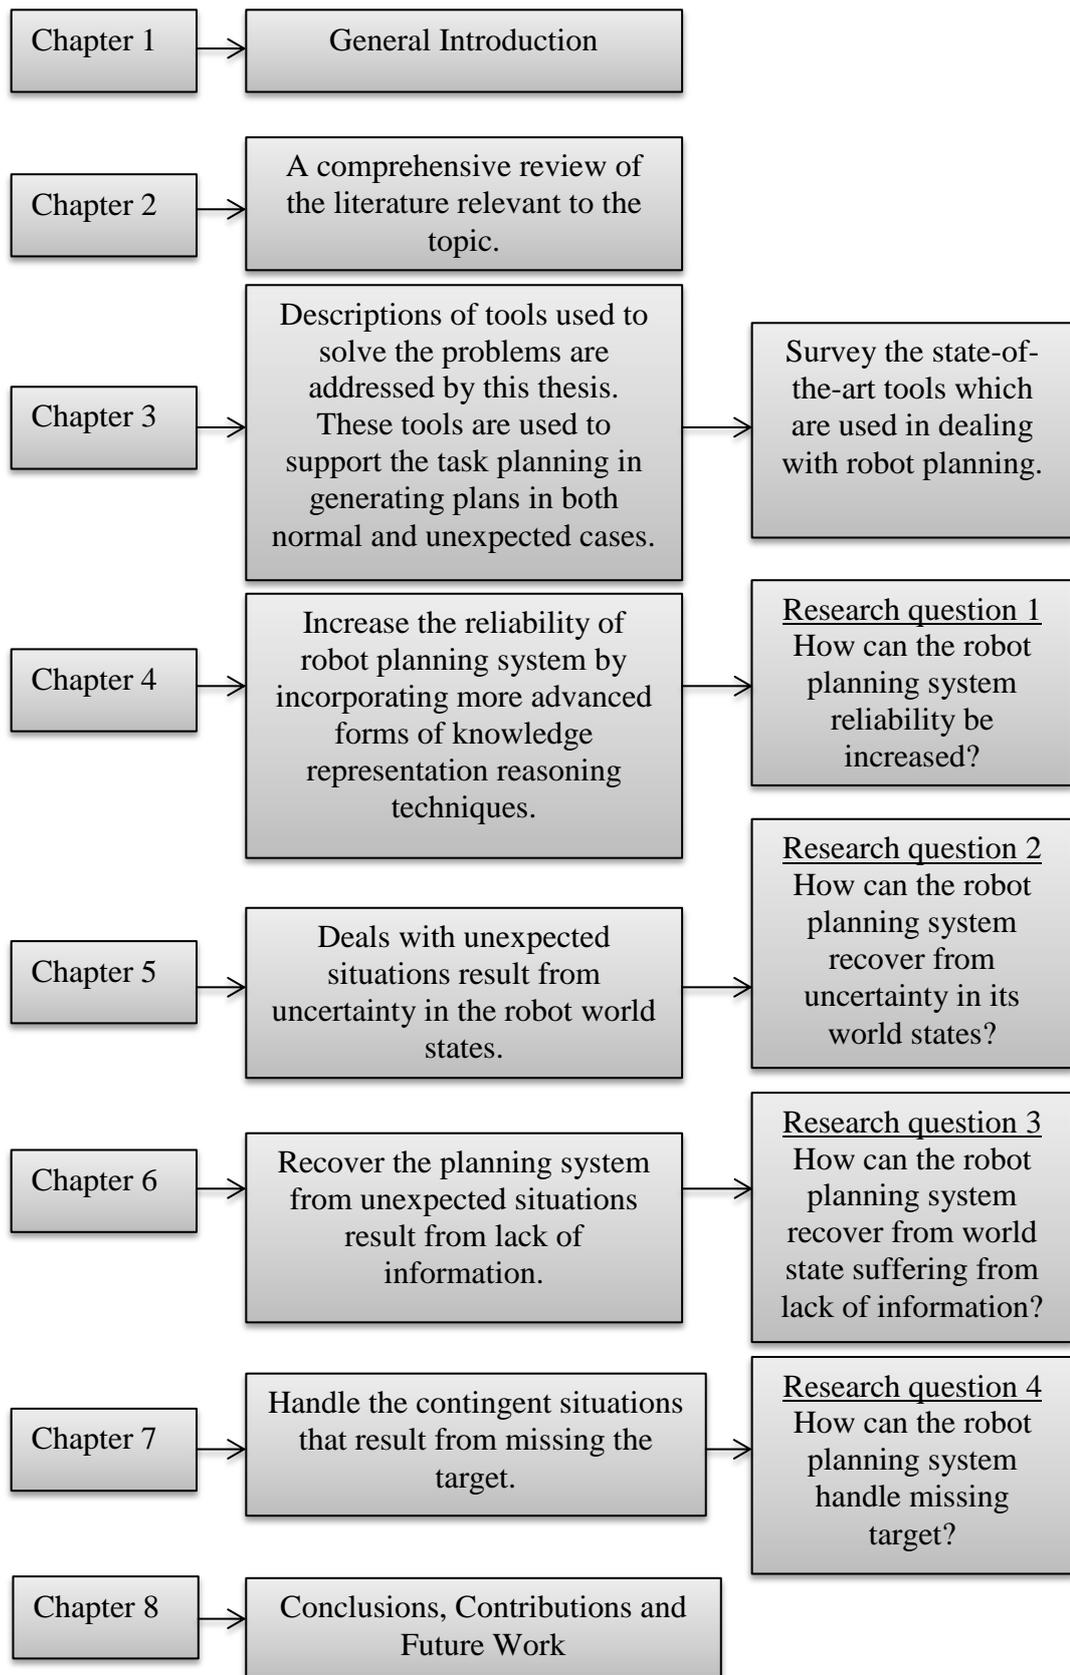 Chapter 1
General Introduction
Chapter 2
A comprehensive review of
the literature relevant to the
topic.
Chapter 3
Descriptions of tools used to
solve the problems are
addressed by this thesis.
These tools are used to
support the task planning in
generating plans in both
normal and unexpected cases.
Survey the state-of-
the-art tools which
are used in dealing
with robot planning.
Chapter 4
Increase the reliability of
robot planning system by
incorporating more advanced
forms of knowledge
representation reasoning
techniques.
Research question 1
How can the robot
planning system
reliability be
increased?
Chapter 5
Deals with unexpected
situations result from
uncertainty in the robot world
states.
Research question 2
How can the robot
planning system
recover from
uncertainty in its
world states?
Chapter 6
Recover the planning system
from unexpected situations
result from lack of
information.
Research question 3
How can the robot
planning system
recover from world
state suffering from
lack of information?
Chapter 7
Handle the contingent situations
that result from missing the
target.
Research question 4
How can the robot
planning system
handle missing
target?
Chapter 8
Conclusions, Contributions and
Future Work